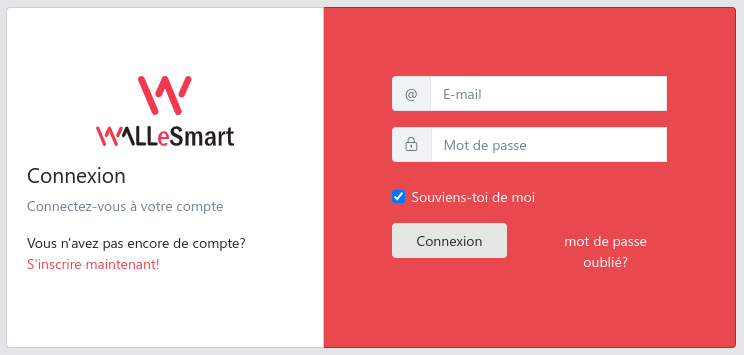 WALLeSmart
Connexion
Connectez-vous à votre compte
Vous n'avez pas encore de compte?
S'inscrire maintenant!
@ E-mail
Mot de passe
Souviens-toi de moi
Connexion
mot de passe
oublié?